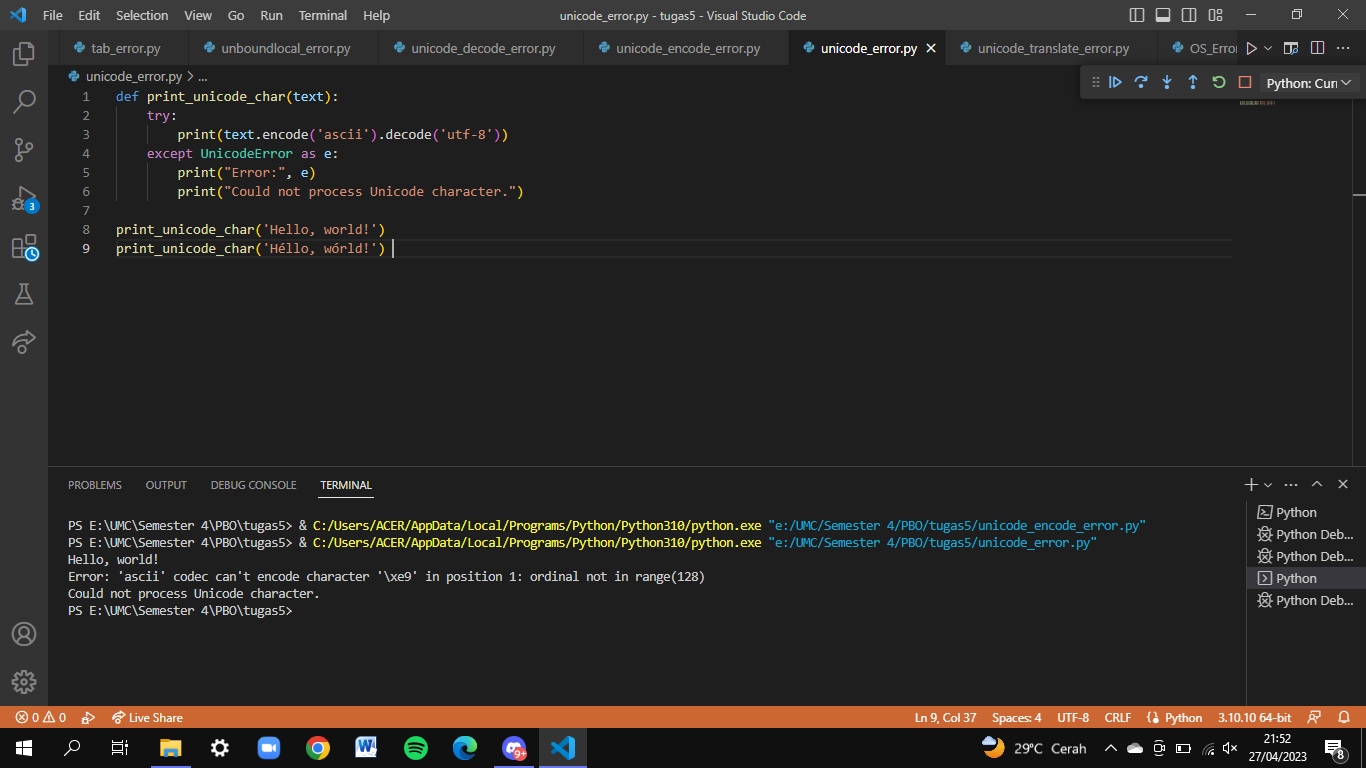 File Edit Selection View Go Run Terminal Help
unicode_error.py - tugas5 - Visual Studio Code
tab_error.py
unboundlocal_error.py
unicode_decode_error.py
unicode_encode_error.py
unicode_error.py
unicode_translate_error.py
OS_Error
unicode_error.py > ...
Python: Curr
1 def print_unicode_char(text):
2     try:
3         print(text.encode('ascii').decode('utf-8'))
4     except UnicodeError as e:
5         print("Error:", e)
6         print("Could not process Unicode character.")
7
8 print_unicode_char('Hello, world!')
9 print_unicode_char('Héllo, wórld!')
3
PROBLEMS OUTPUT DEBUG CONSOLE TERMINAL
PS E:\UMC\Semester 4\PBO\tugas5> & C:/Users/ACER/AppData/Local/Programs/Python/Python310/python.exe "e:/UMC/Semester 4/PBO/tugas5/unicode_encode_error.py"
PS E:\UMC\Semester 4\PBO\tugas5> & C:/Users/ACER/AppData/Local/Programs/Python/Python310/python.exe "e:/UMC/Semester 4/PBO/tugas5/unicode_error.py"
Hello, world!
Error: 'ascii' codec can't encode character '\xe9' in position 1: ordinal not in range(128)
Could not process Unicode character.
PS E:\UMC\Semester 4\PBO\tugas5>
Python
Python Deb...
Python Deb...
Python
Python Deb...
0 0
Live Share
Ln 9, Col 37 Spaces: 4 UTF-8 CRLF Python 3.10.10 64-bit
9+
29°C Cerah
21:52
27/04/2023
8